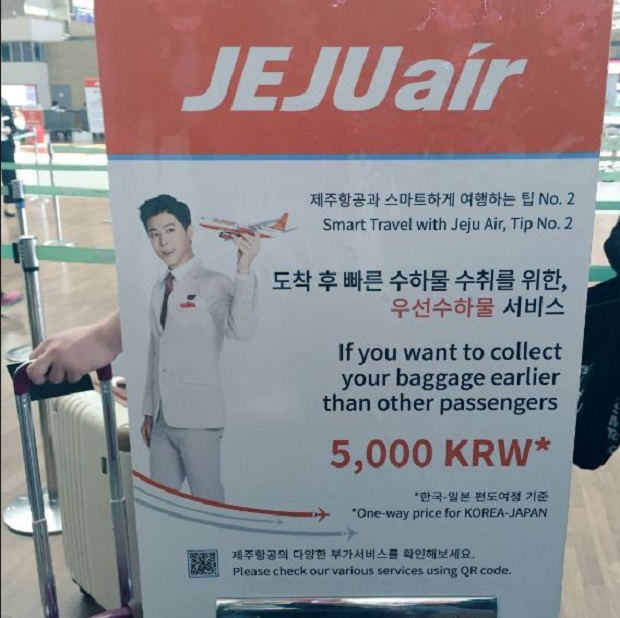 JEJUair
제주항공과 스마트하게 여행하는 팁 No. 2
Smart Travel with Jeju Air, Tip No. 2
도착 후 빠른 수하물 수취를 위한,
우선수하물 서비스
If you want to collect
your baggage earlier
than other passengers
5,000 KRW*
*한국-일본 편도여정 기준
*One-way price for KOREA-JAPAN
제주항공의 다양한 부가서비스를 확인해보세요.
Please check our various services using QR code.